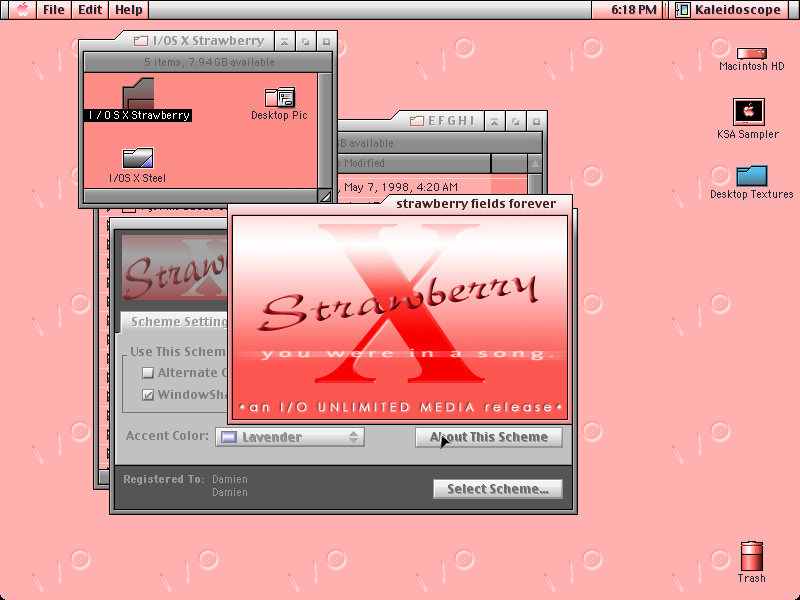 File Edit Help 6:18 PM Kaleidoscope
I/OS X Strawberry
5 items, 7.94 GB available
I/OS X Strawberry
Desktop Pic
I/OS X Steel
Macintosh HD
KSA Sampler
Desktop Textures
EFGHI
GB available
Modified
, May 7, 1998, 4:20 AM
strawberry fields forever
X
Strawberry
you were in a song.
•an I/O UNLIMITED MEDIA release•
Strawb
Scheme Setting
Use This Schem
Alternate C
WindowSha
Accent Color: Lavender
About This Scheme
Registered To: Damien
Damien
Select Scheme...
Trash